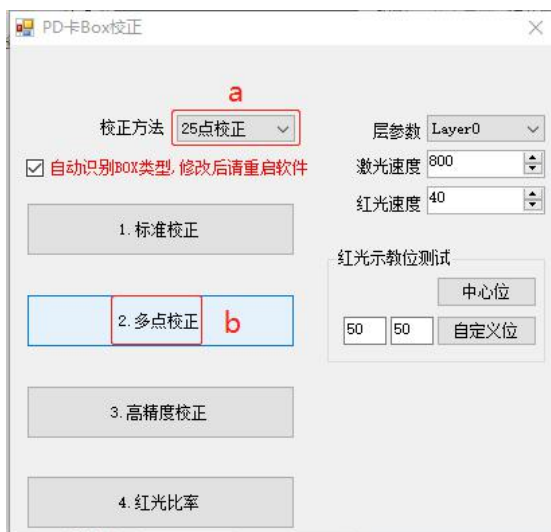 PD卡Box校正
a
校正方法 25点校正
层参数 Layer0
自动识别BOX类型,修改后请重启软件
激光速度 800
红光速度 40
1.标准校正
红光示教位测试
中心位
2.多点校正 b
50 50 自定义位
3.高精度校正
4.红光比率